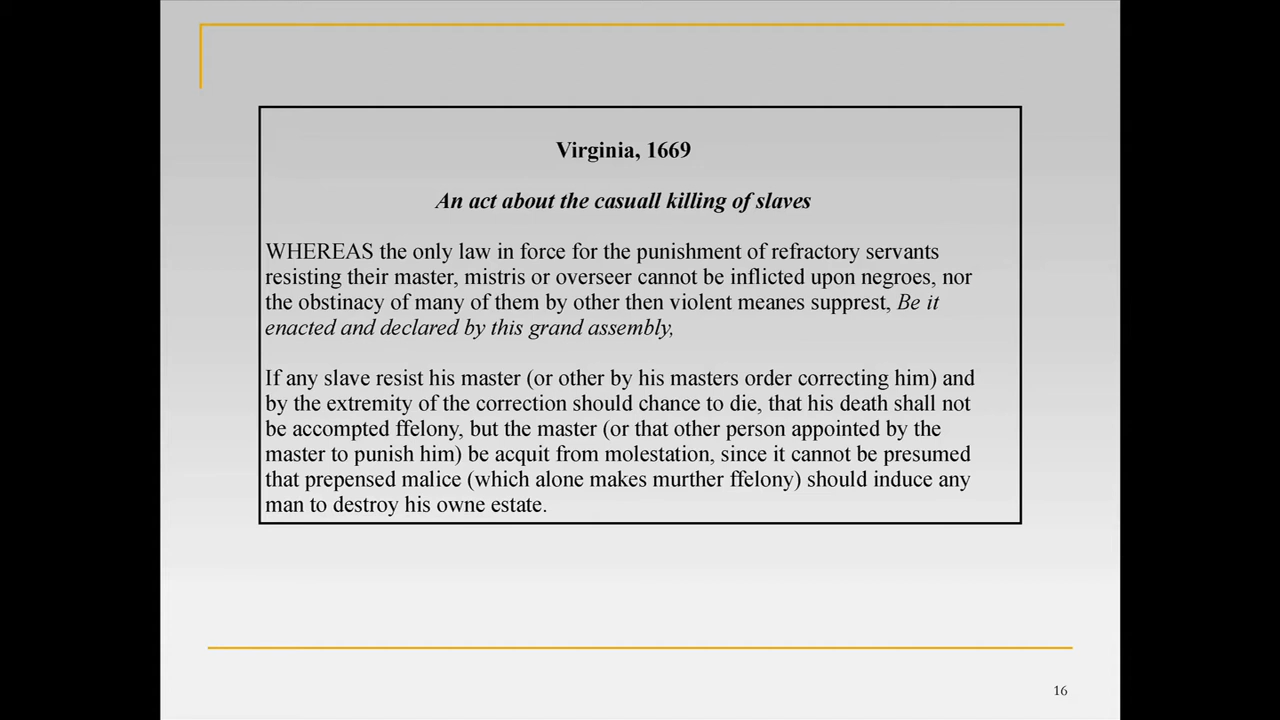 Virginia, 1669
An act about the casuall killing of slaves
WHEREAS the only law in force for the punishment of refractory servants
resisting their master, mistris or overseer cannot be inflicted upon negroes, nor
the obstinacy of many of them by other then violent meanes supprest, Be it
enacted and declared by this grand assembly,
If any slave resist his master (or other by his masters order correcting him) and
by the extremity of the correction should chance to die, that his death shall not
be accompted ffelony, but the master (or that other person appointed by the
master to punish him) be acquit from molestation, since it cannot be presumed
that prepensed malice (which alone makes murther ffelony) should induce any
man to destroy his owne estate.
16